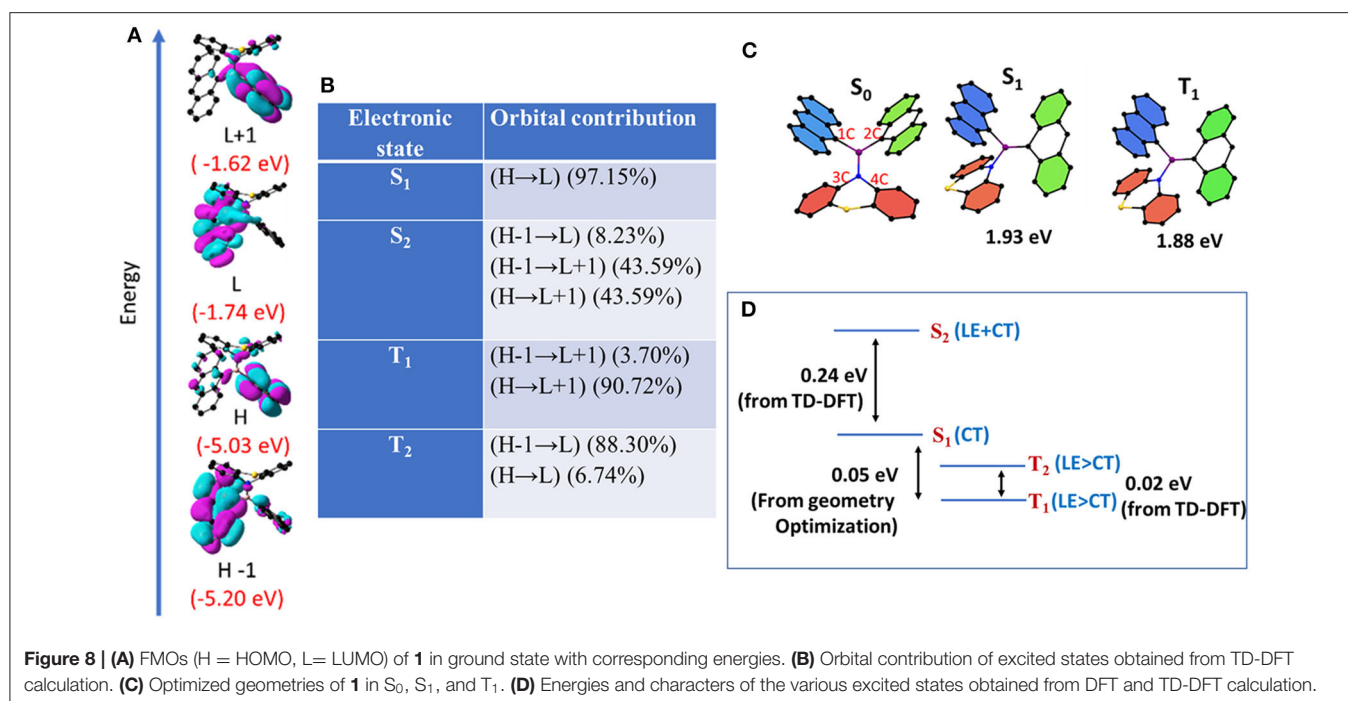 A
L+1
(-1.62 eV)
L
(-1.74 eV)
H
(-5.03 eV)
H -1
(-5.20 eV)
Energy
B
Electronic
state
Orbital contribution
S1
(H→L) (97.15%)
S2
(H-1→L) (8.23%)
(H-1→L+1) (43.59%)
(H→L+1) (43.59%)
T1
(H-1→L+1) (3.70%)
(H→L+1) (90.72%)
T2
(H-1→L) (88.30%)
(H→L) (6.74%)
C
S0
1C 2C
3C 4C
S1
1.93 eV
T1
1.88 eV
D
S2 (LE+CT)
0.24 eV
(from TD-DFT)
S1 (CT)
0.05 eV
(From geometry
Optimization)
T2 (LE>CT)
T1 (LE>CT)
0.02 eV
(from TD-DFT)
Figure 8 | (A) FMOs (H = HOMO, L= LUMO) of 1 in ground state with corresponding energies. (B) Orbital contribution of excited states obtained from TD-DFT
calculation. (C) Optimized geometries of 1 in S0, S1, and T1. (D) Energies and characters of the various excited states obtained from DFT and TD-DFT calculation.